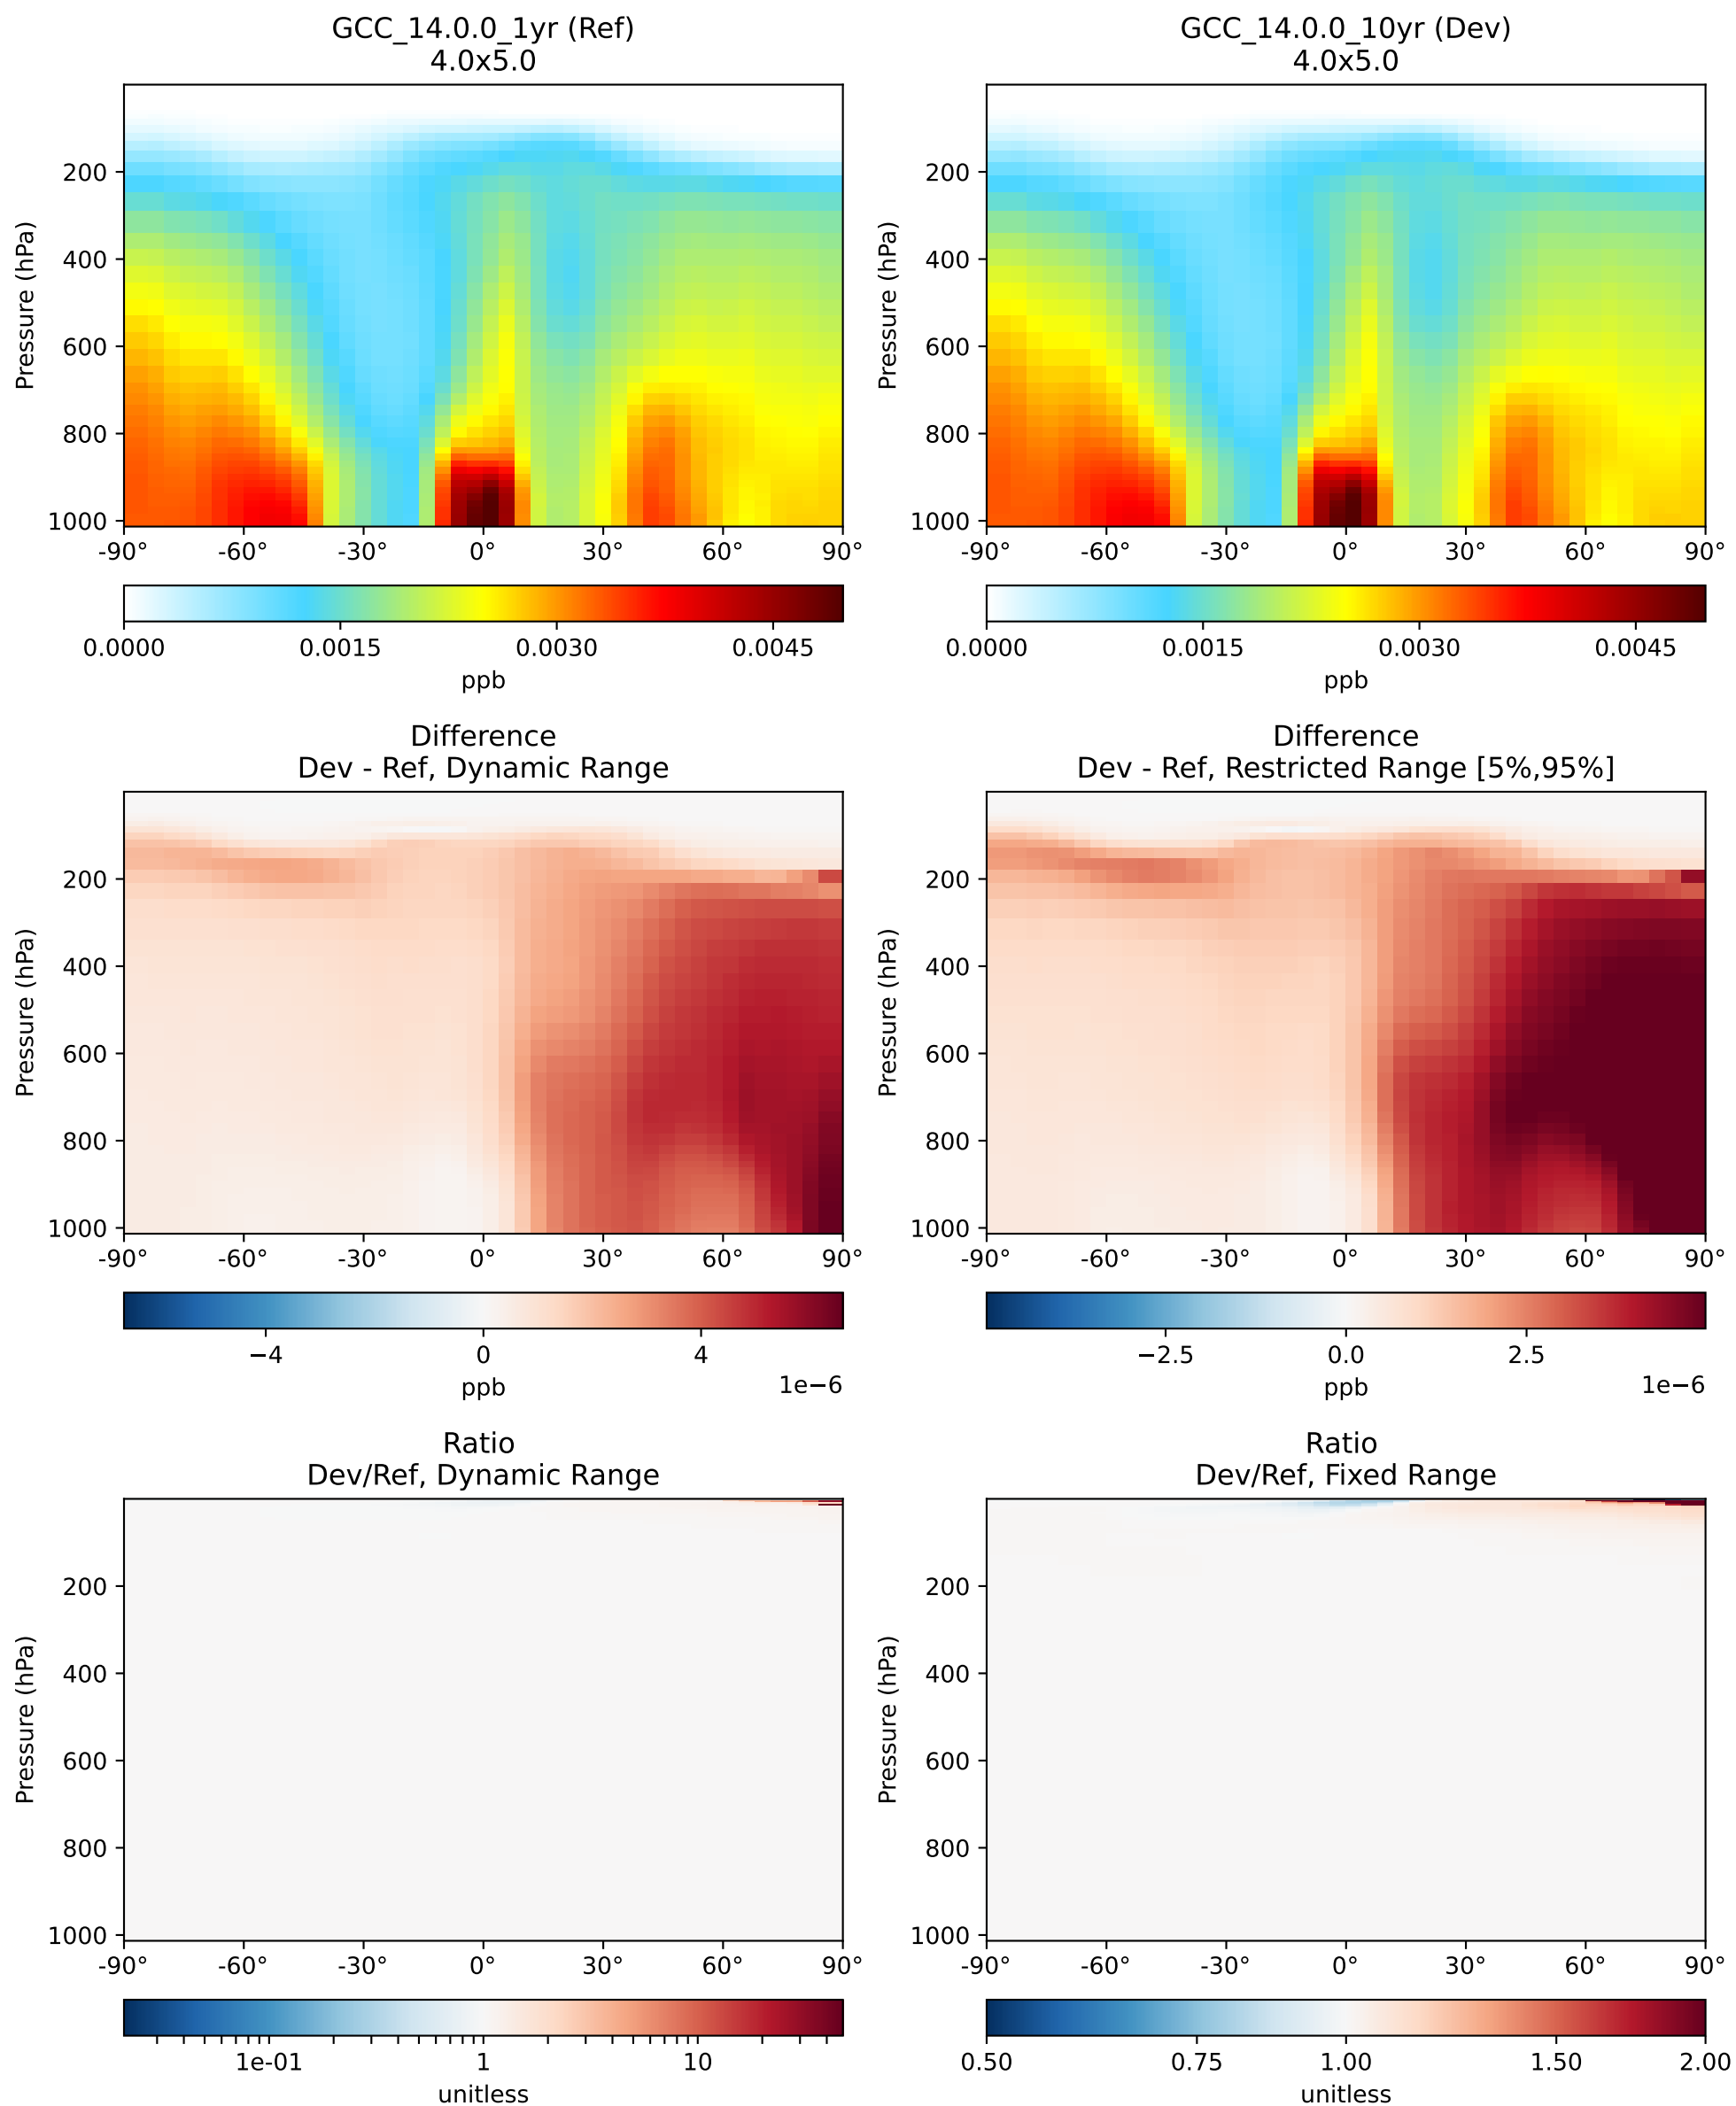 GCC_14.0.0_1yr (Ref)
4.0x5.0
GCC_14.0.0_10yr (Dev)
4.0x5.0
Pressure (hPa)
200
400
600
800
1000
-90° -60° -30° 0° 30° 60° 90°
0.0000 0.0015 0.0030 0.0045
ppb
Pressure (hPa)
200
400
600
800
1000
-90° -60° -30° 0° 30° 60° 90°
0.0000 0.0015 0.0030 0.0045
ppb
Difference
Dev - Ref, Dynamic Range
Pressure (hPa)
200
400
600
800
1000
-90° -60° -30° 0° 30° 60° 90°
−4 0 4
ppb
1e−6
Difference
Dev - Ref, Restricted Range [5%,95%]
Pressure (hPa)
200
400
600
800
1000
-90° -60° -30° 0° 30° 60° 90°
−2.5 0.0 2.5
ppb
1e−6
Ratio
Dev/Ref, Dynamic Range
Pressure (hPa)
200
400
600
800
1000
-90° -60° -30° 0° 30° 60° 90°
1e-01 1 10
unitless
Ratio
Dev/Ref, Fixed Range
Pressure (hPa)
200
400
600
800
1000
-90° -60° -30° 0° 30° 60° 90°
0.50 0.75 1.00 1.50 2.00
unitless